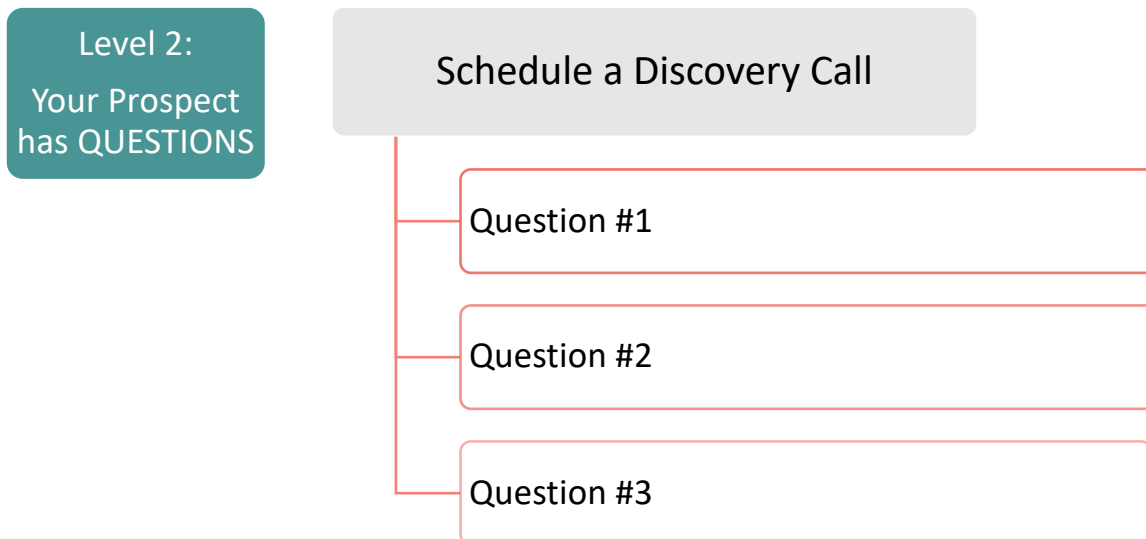 Level 2:
Your Prospect
has QUESTIONS
Schedule a Discovery Call
Question #1
Question #2
Question #3